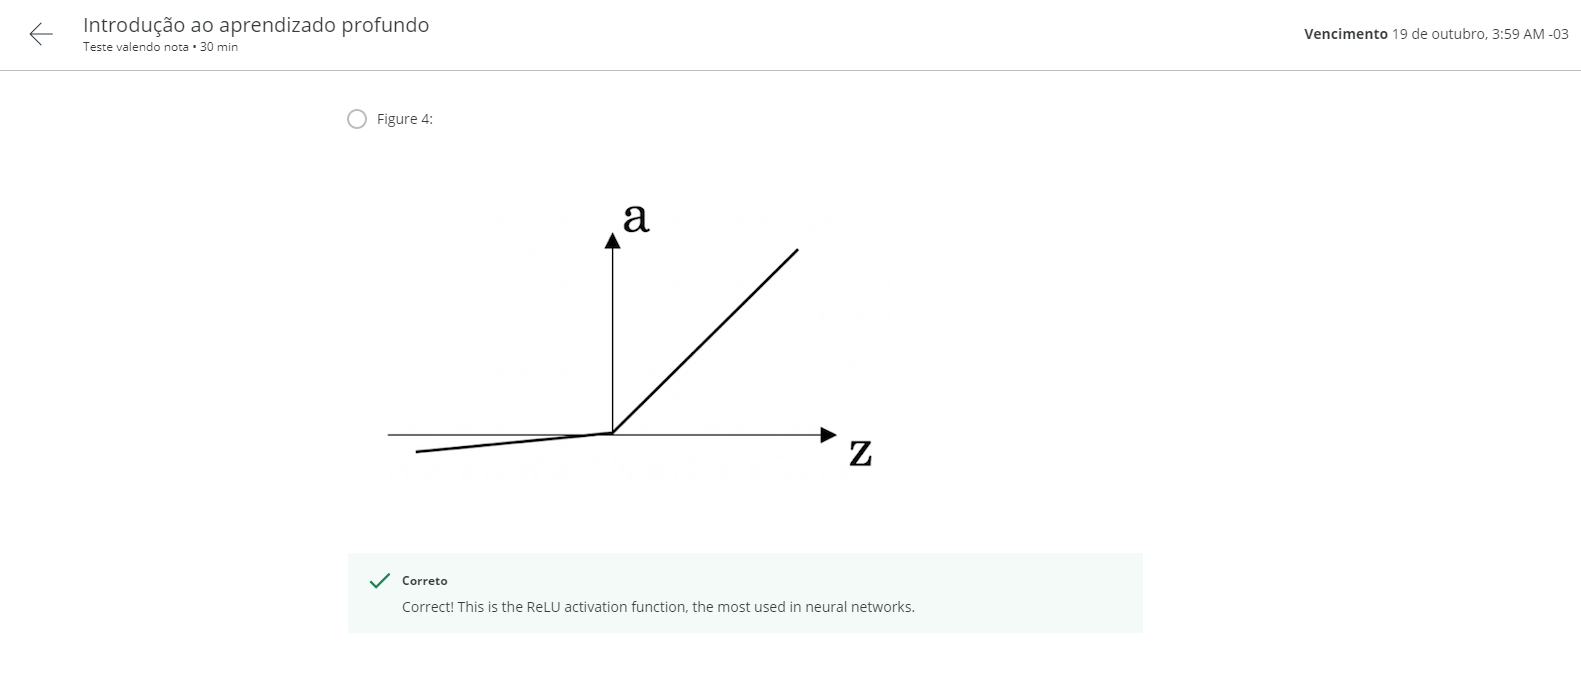 Introdução ao aprendizado profundo
Teste valendo nota • 30 min
Vencimento 19 de outubro, 3:59 AM -03
Figure 4:
a
z
Correto
Correct! This is the ReLU activation function, the most used in neural networks.